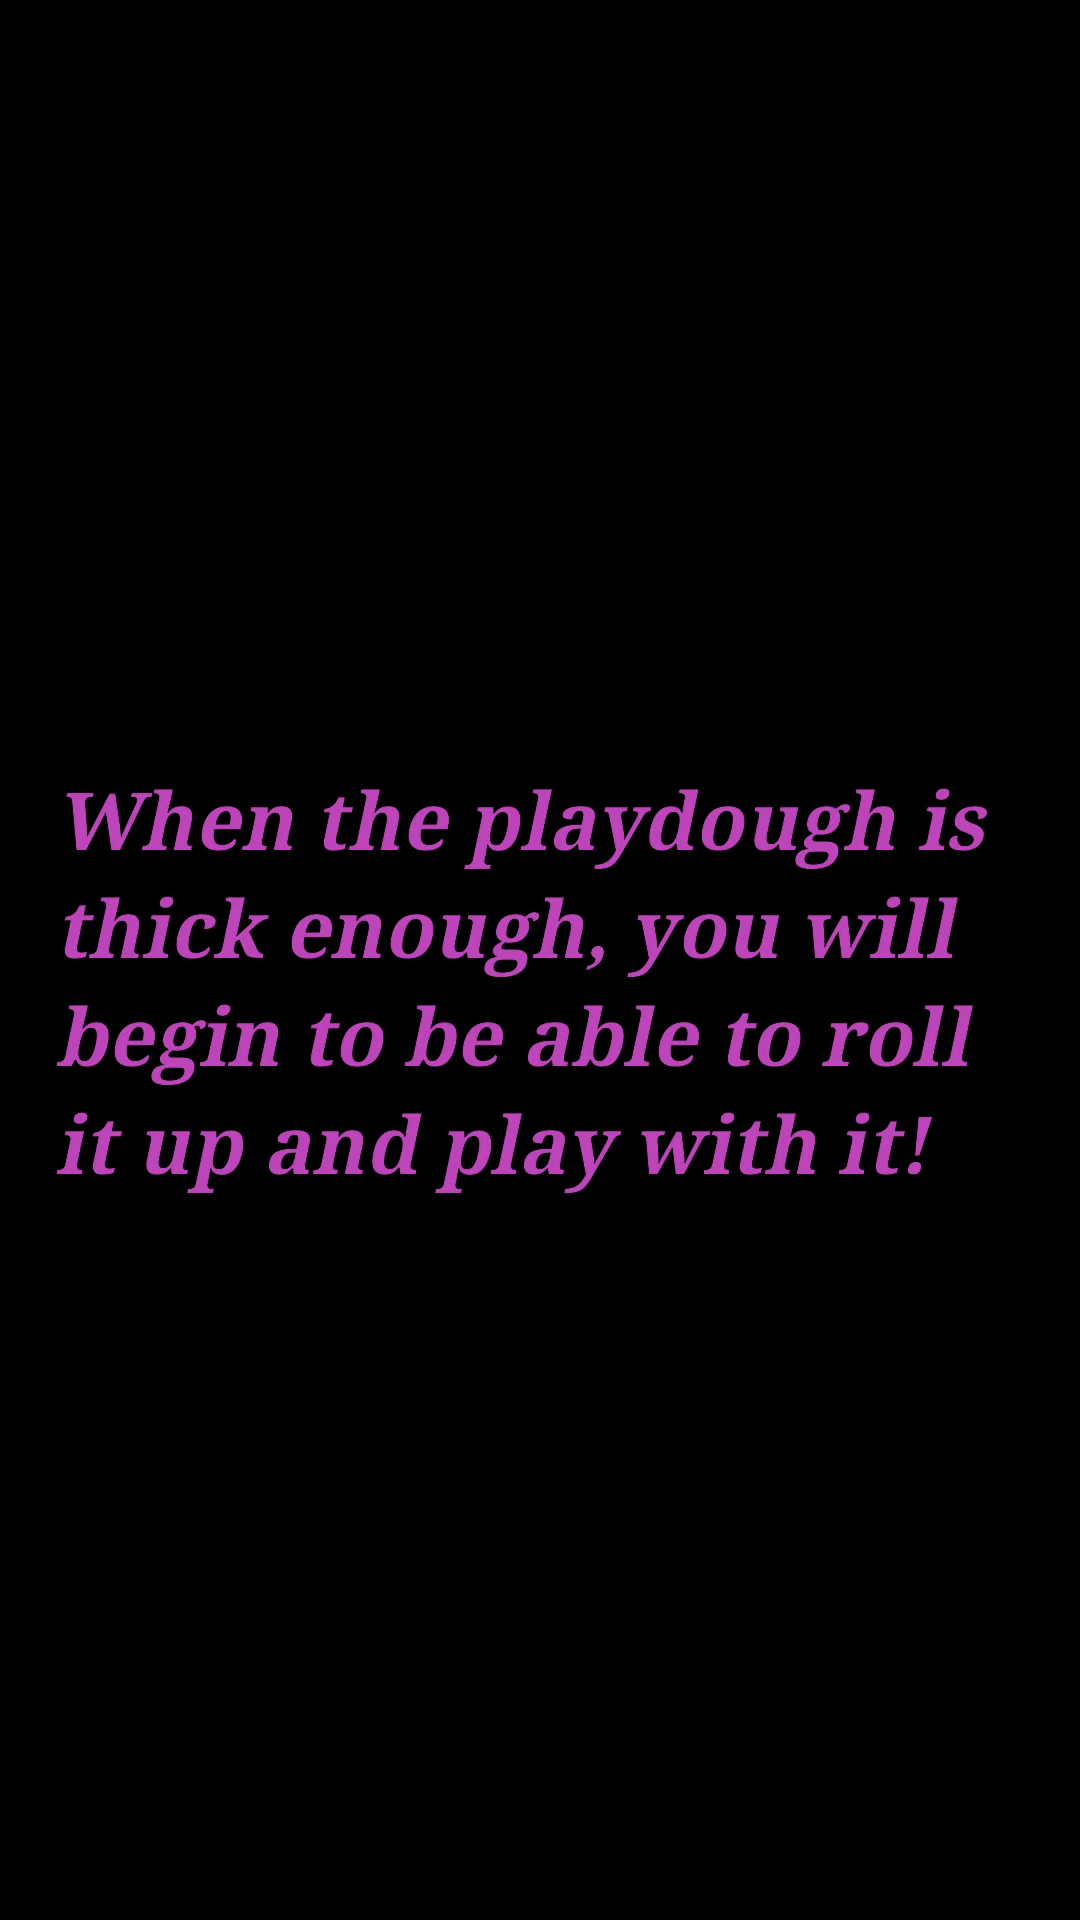 When the playdough is
thick enough, you will
begin to be able to roll
it up and play with it!